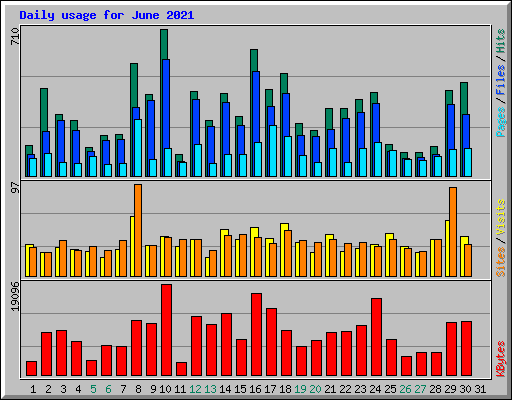 Daily usage for June 2021
710
Pages / Files / Hits
97
Sites / Visits
19096
KBytes
1 2 3 4 5 6 7 8 9 10 11 12 13 14 15 16 17 18 19 20 21 22 23 24 25 26 27 28 29 30 31